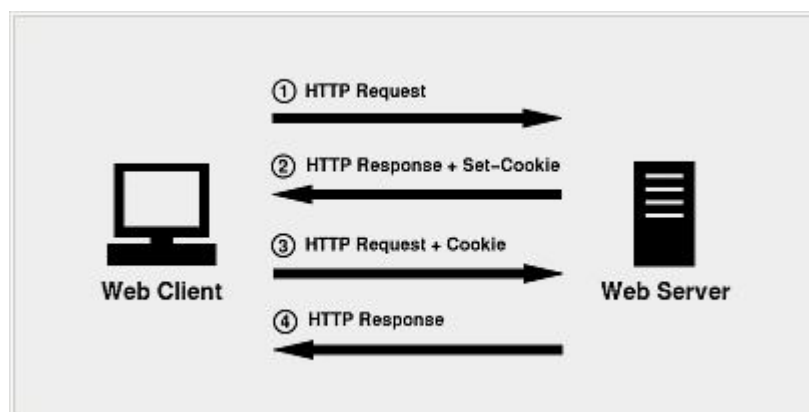 ① HTTP Request
② HTTP Response + Set-Cookie
③ HTTP Request + Cookie
Web Client
Web Server
④ HTTP Response